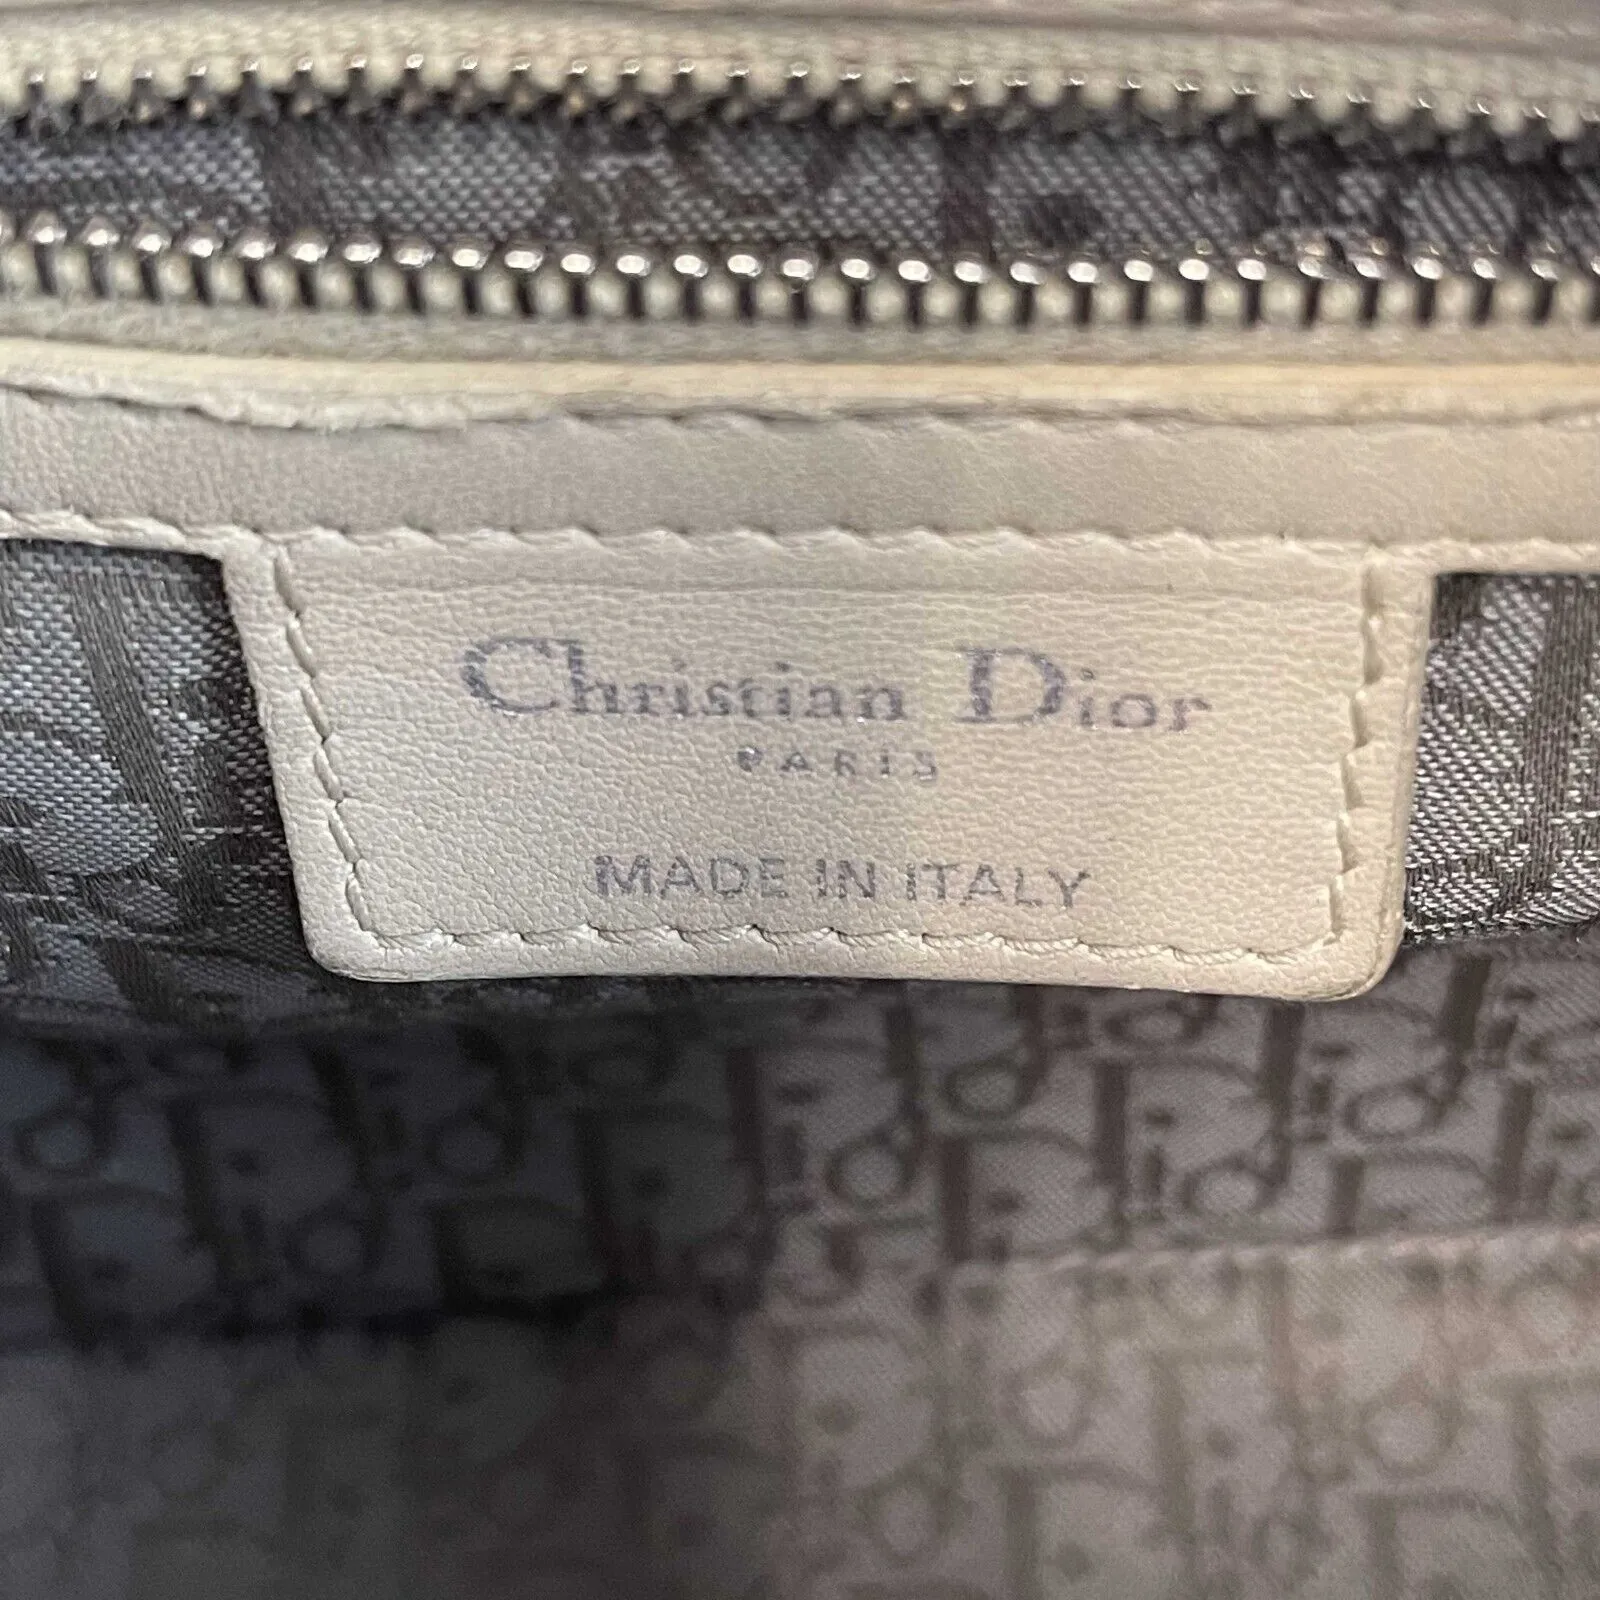 Christian Dior
PARIS
MADE IN ITALY